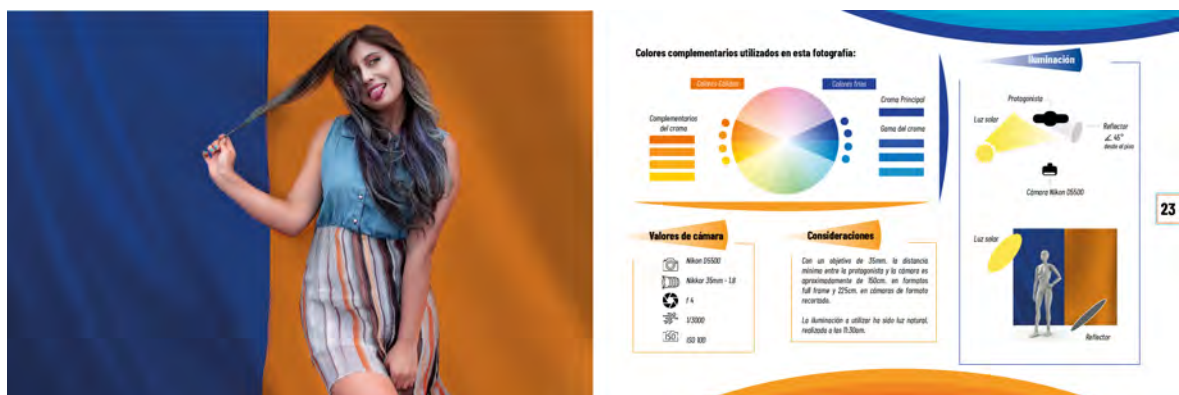 Colores complementarios utilizados en esta fotografía:
Colores Cálidos
Colores fríos
Complementarios
del croma
Croma Principal
Gama del croma
Valores de cámara
Nikon D5500
Nikkor 35mm - 1.8
f 4
1/3000
ISO
ISO 100
Consideraciones
Con un objetivo de 35mm. la distancia
mínima entre la protagonista y la cámara es
aproximadamente de 150cm. en formatos
full frame y 225cm. en cámaras de formato
recortado.
La iluminación a utilizar ha sido luz natural,
realizada a las 11:30am.
Iluminación
Protagonista
Luz solar
Reflector
∠ 45°
desde el piso
Cámara Nikon D5500
Luz solar
Reflector
23